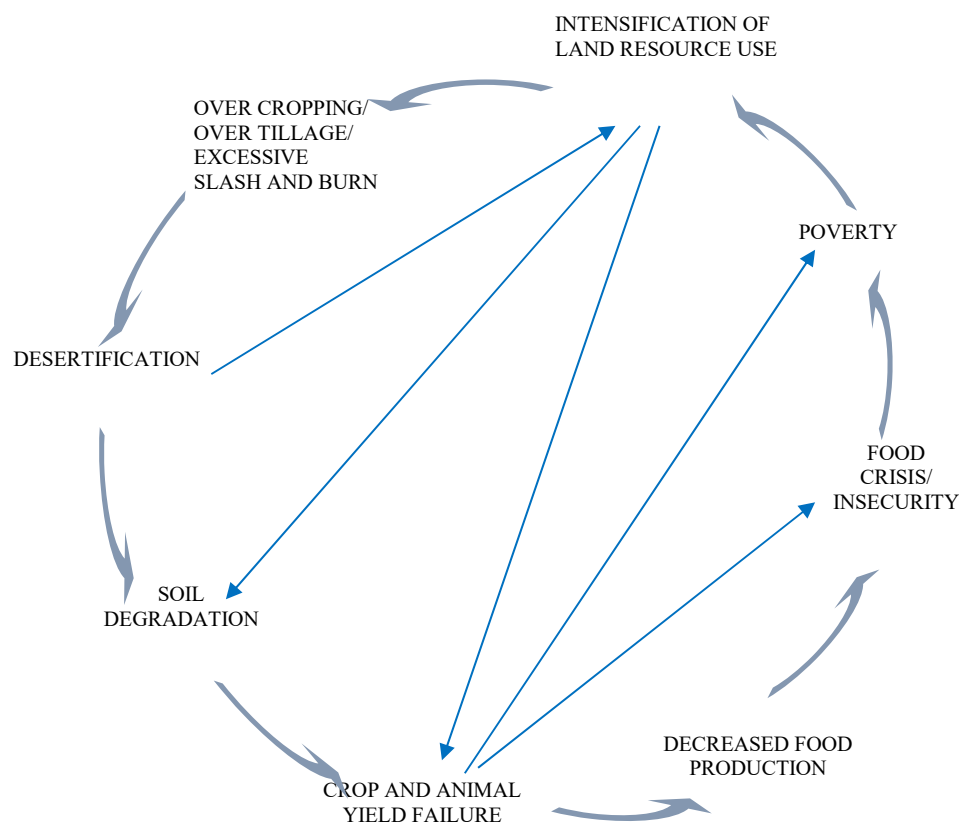 INTENSIFICATION OF
LAND RESOURCE USE
OVER CROPPING/
OVER TILLAGE/
EXCESSIVE
SLASH AND BURN
POVERTY
DESERTIFICATION
FOOD
CRISIS/
INSECURITY
SOIL
DEGRADATION
DECREASED FOOD
PRODUCTION
CROP AND ANIMAL
YIELD FAILURE